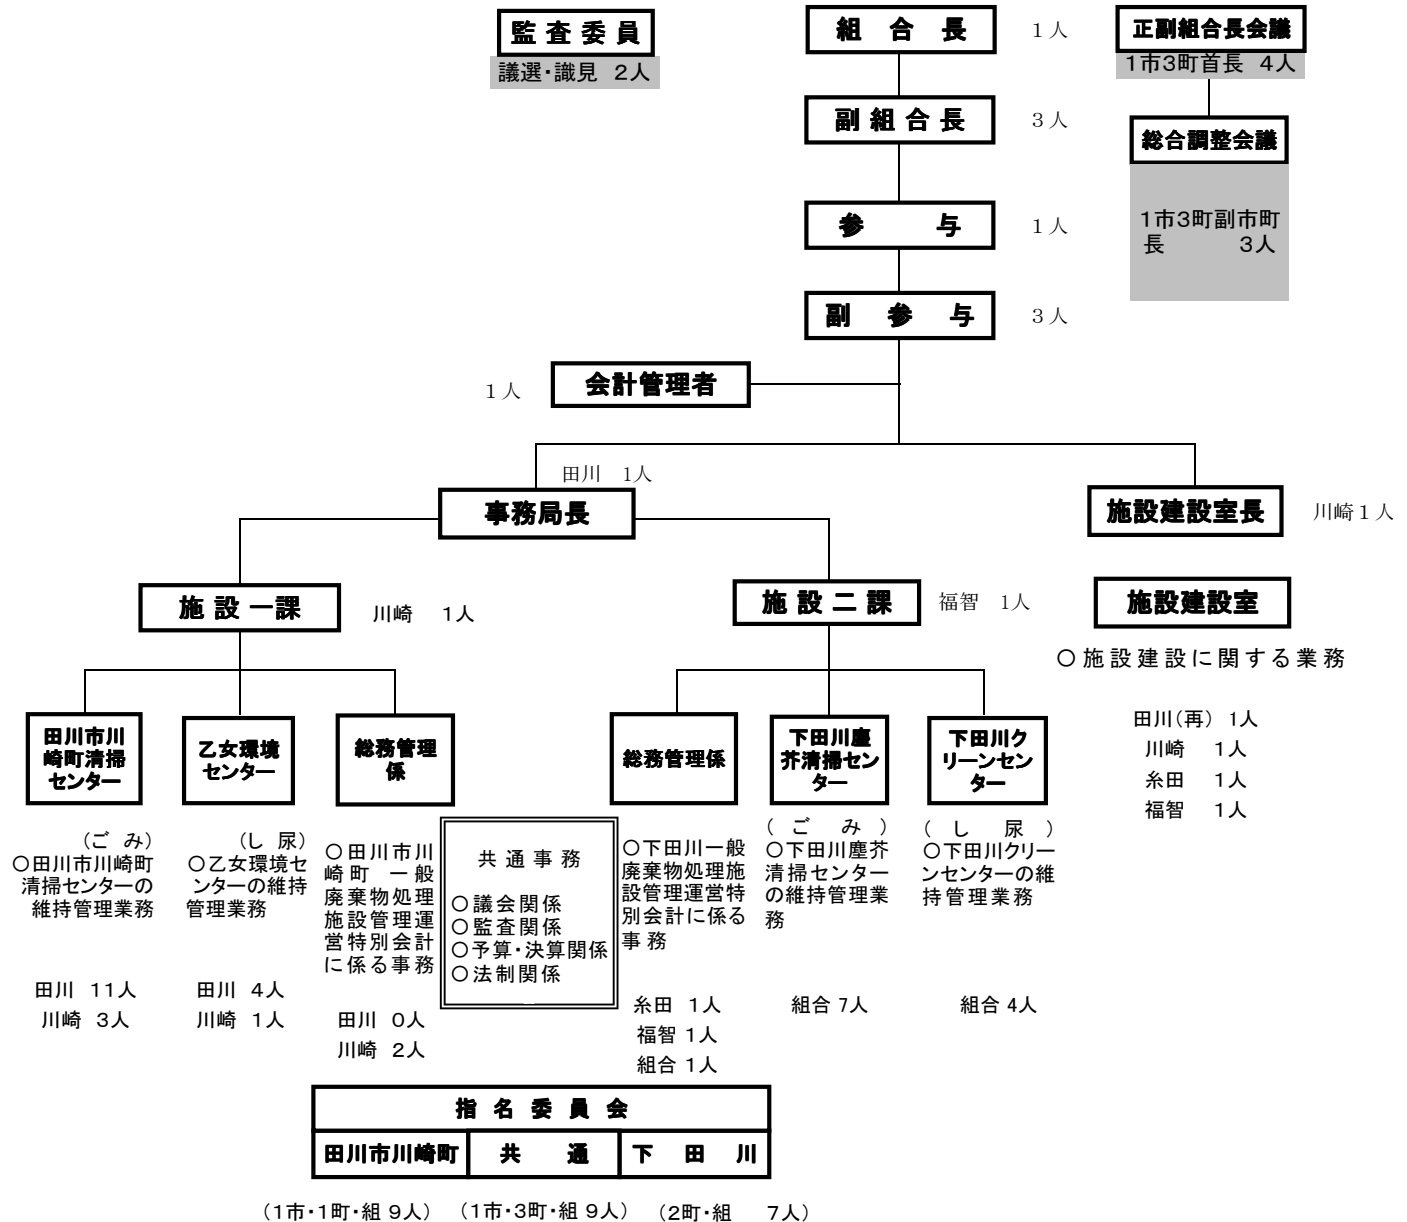 監査委員
議選・識見 2人
組合長 1人
正副組合長会議
1市3町首長 4人
副組合長 3人
総合調整会議
1市3町副市町
長 3人
参与 1人
副参与 3人
1人 会計管理者
田川 1人
事務局長
施設建設室長 川崎1人
施設一課 川崎 1人
施設二課 福智 1人
施設建設室
○施設建設に関する業務
田川(再) 1人
川崎 1人
糸田 1人
福智 1人
田川市川
崎町清掃
センター
(ごみ)
○田川市川崎町
清掃センターの
維持管理業務
田川 11人
川崎 3人
乙女環境
センター
(し尿)
○乙女環境セ
ンターの維持
管理業務
田川 4人
川崎 1人
総務管理
係
○田川市川
崎町一般
廃棄物処理
施設管理運
営特別会計
に係る事務
田川 0人
川崎 2人
共通事務
○議会関係
○監査関係
○予算・決算関係
○法制関係
総務管理係
○下田川一般
廃棄物処理施
設管理運営特
別会計に係る
事務
糸田 1人
福智 1人
組合 1人
下田川塵
芥清掃セン
ター
(ごみ)
○下田川塵芥
清掃センター
の維持管理業
務
組合 7人
下田川ク
リーンセン
ター
(し尿)
○下田川クリー
ンセンターの維
持管理業務
組合 4人
指名委員会
田川市川崎町 共通 下田川
(1市・1町・組 9人) (1市・3町・組 9人) (2町・組 7人)